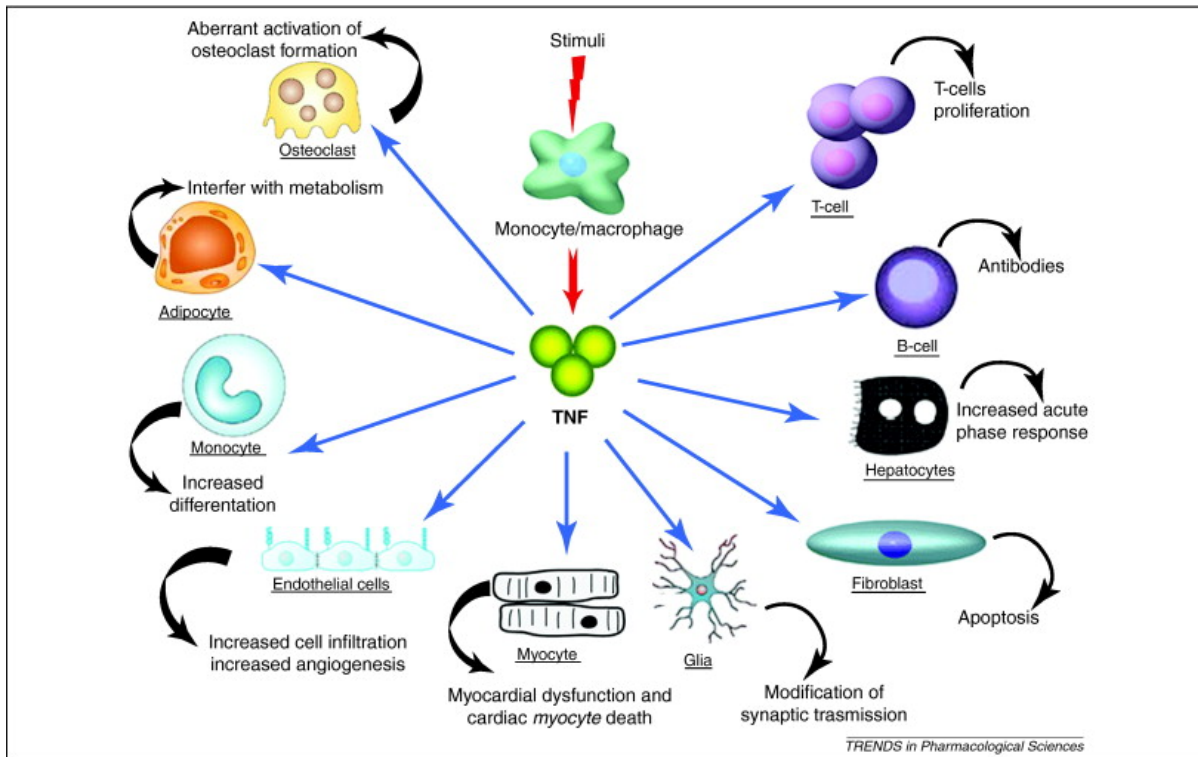 Aberrant activation of
osteoclast formation
Osteoclast
Stimuli
Monocyte/macrophage
TNF
T-cells
proliferation
T-cell
Antibodies
B-cell
Increased acute
phase response
Hepatocytes
Fibroblast
Apoptosis
Glia
Modification of
synaptic trasmission
Myocyte
Myocardial dysfunction and
cardiac myocyte death
Endothelial cells
Increased cell infiltration
increased angiogenesis
Monocyte
Increased
differentation
Interfer with metabolism
Adipocyte
TRENDS in Pharmacological Sciences